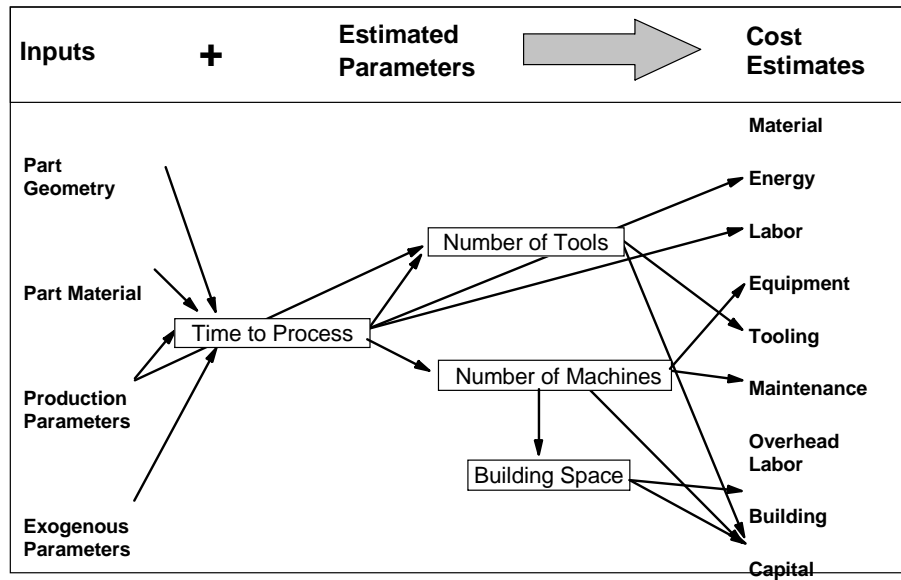 Inputs
+
Estimated
Parameters
Cost
Estimates
Part
Geometry
Part Material
Production
Parameters
Exogenous
Parameters
Time to Process
Number of Tools
Number of Machines
Building Space
Material
Energy
Labor
Equipment
Tooling
Maintenance
Overhead
Labor
Building
Capital